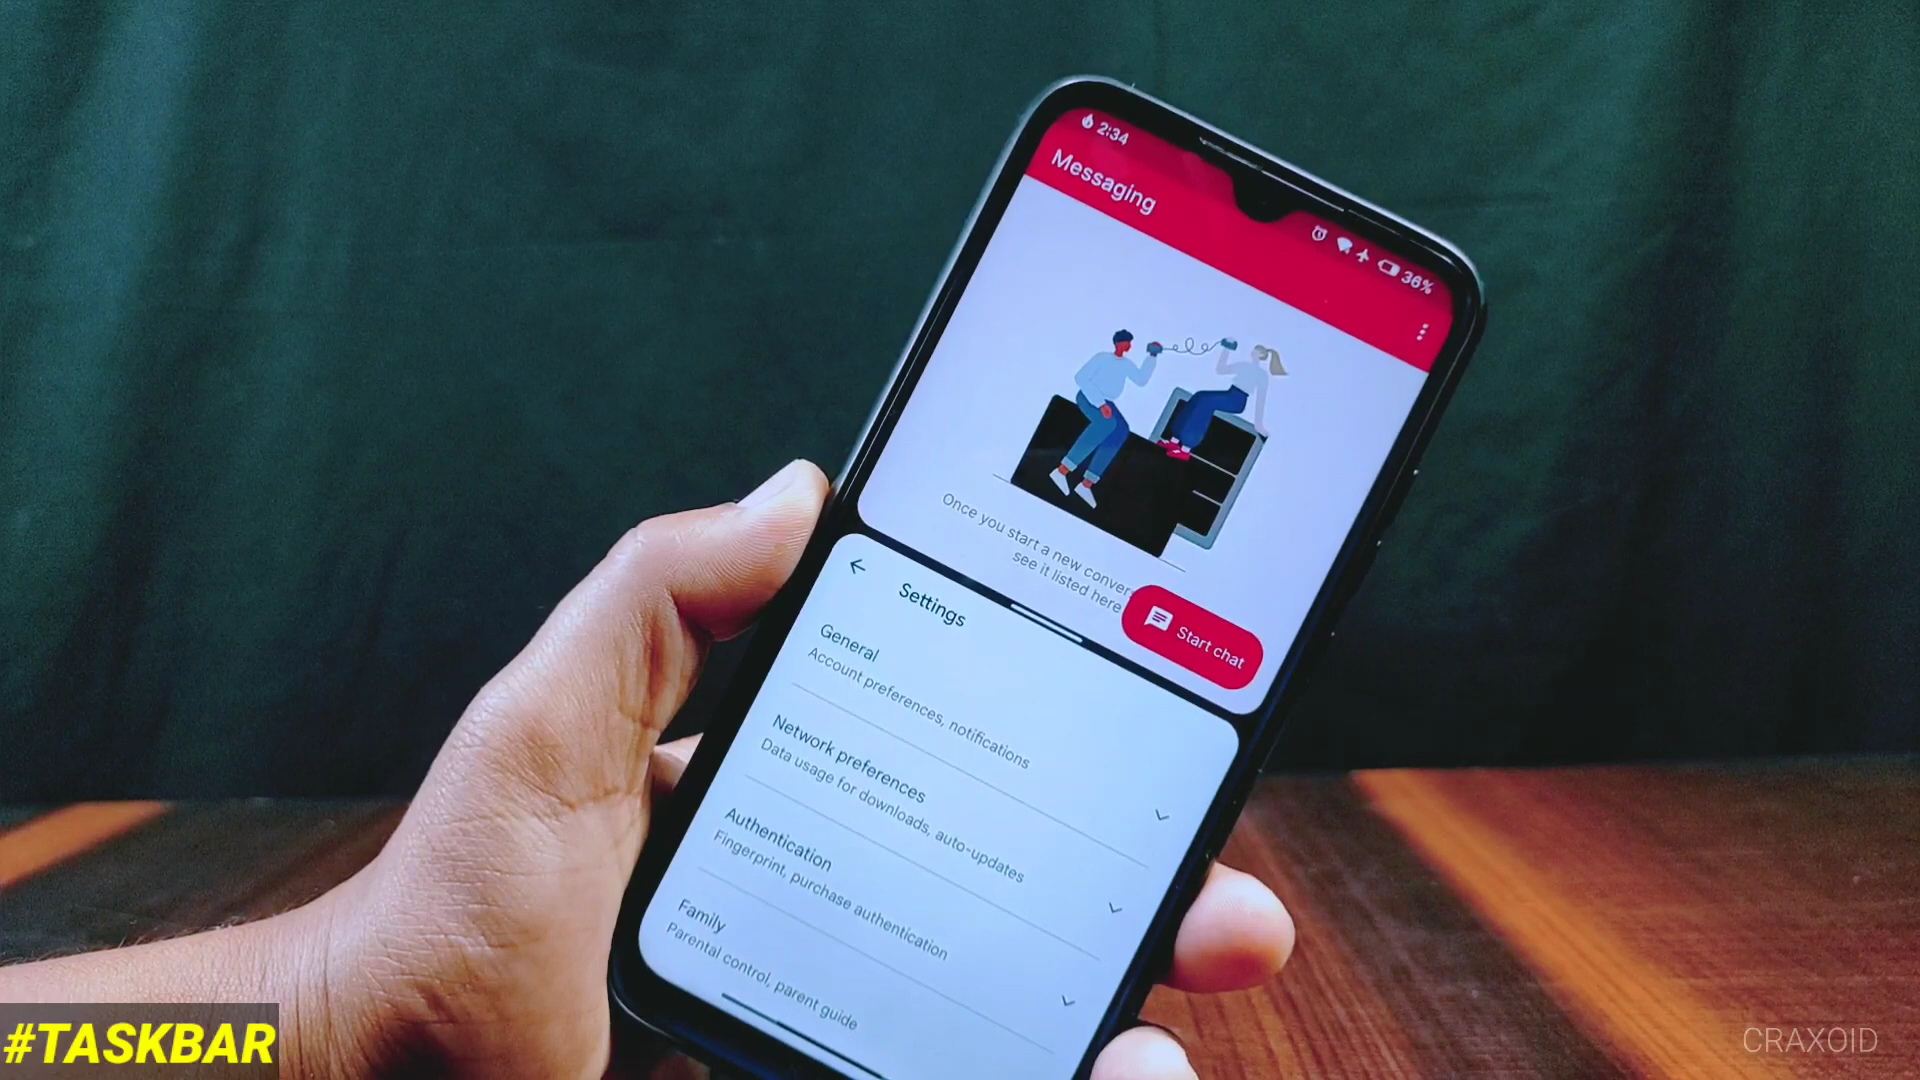 2:34
36%
Messaging
Once you start a new conver
see it listed here
Start chat
Settings
General
Account preferences, notifications
Network preferences
Data usage for downloads, auto-updates
Authentication
Fingerprint, purchase authentication
Family
Parental control, parent guide
#TASKBAR
CRAXOID